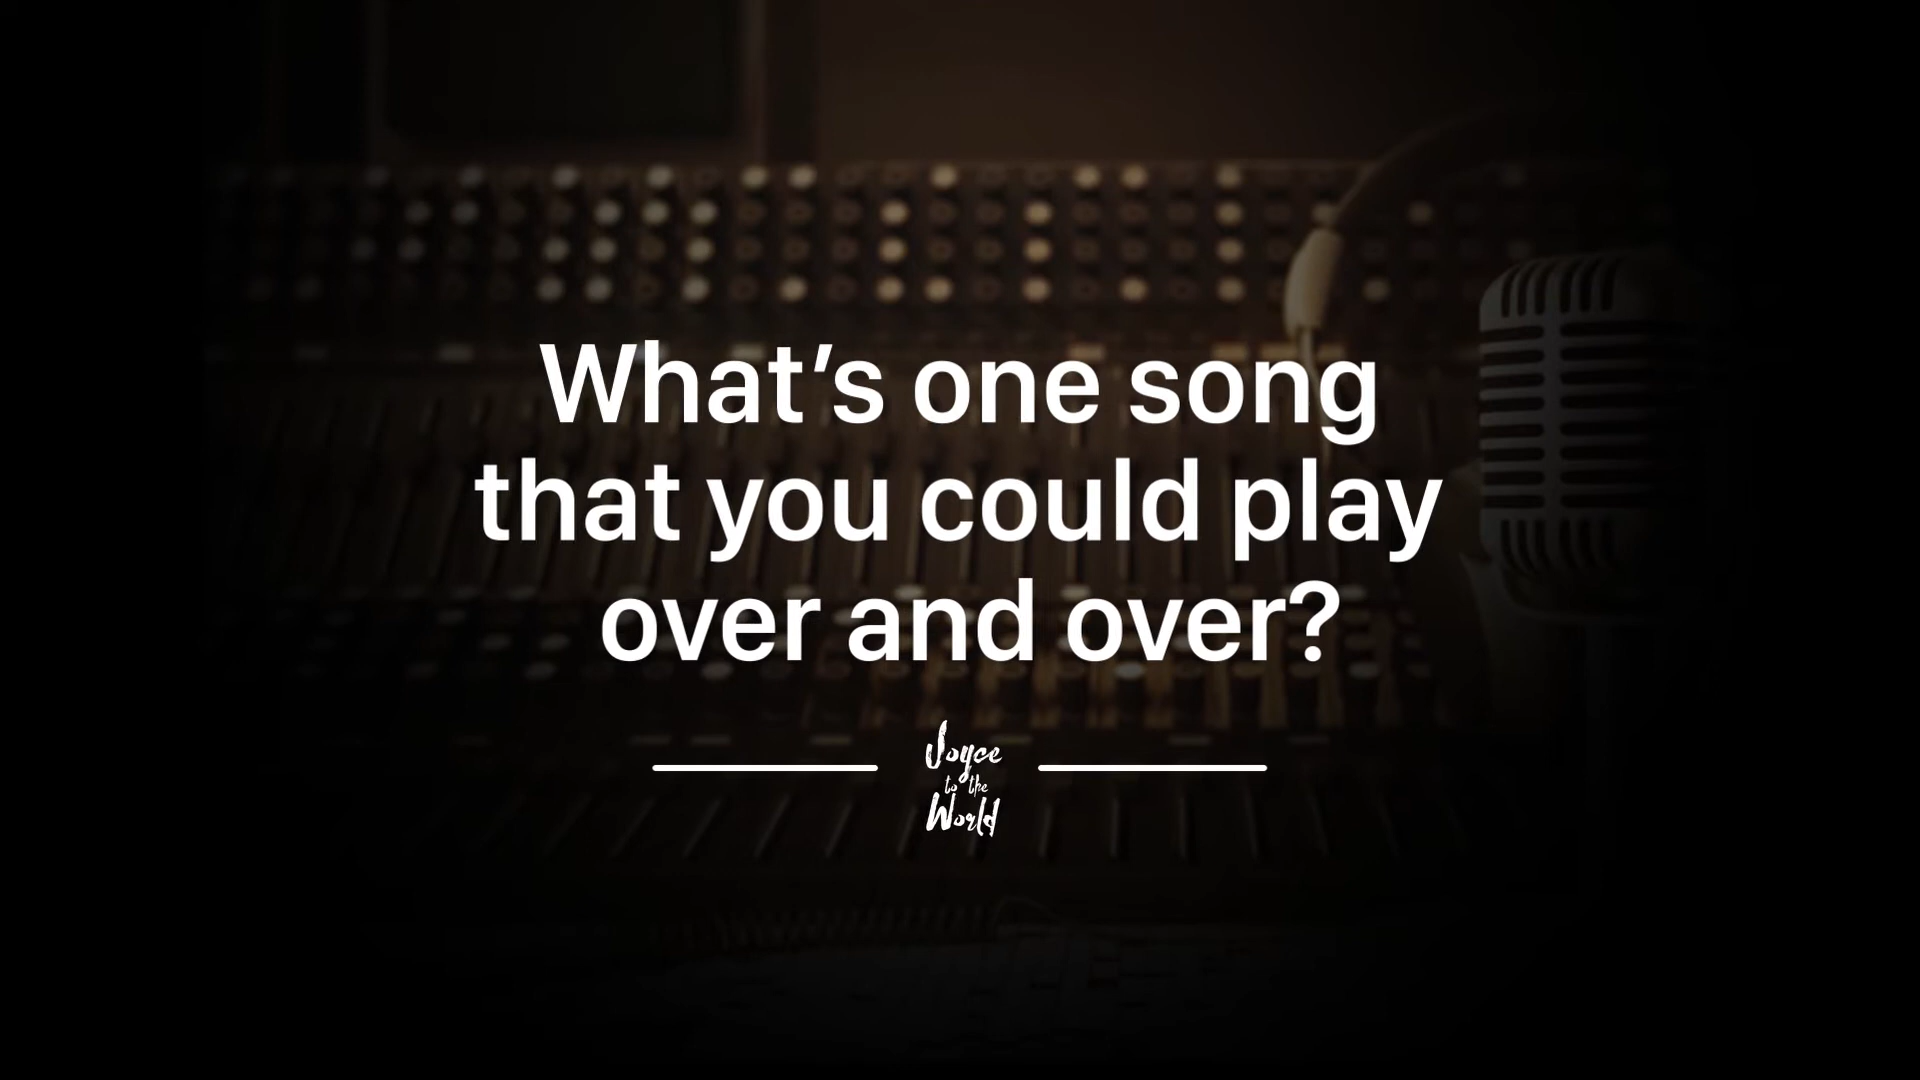 What’s one song
that you could play
over and over?
Joyce
to the
World